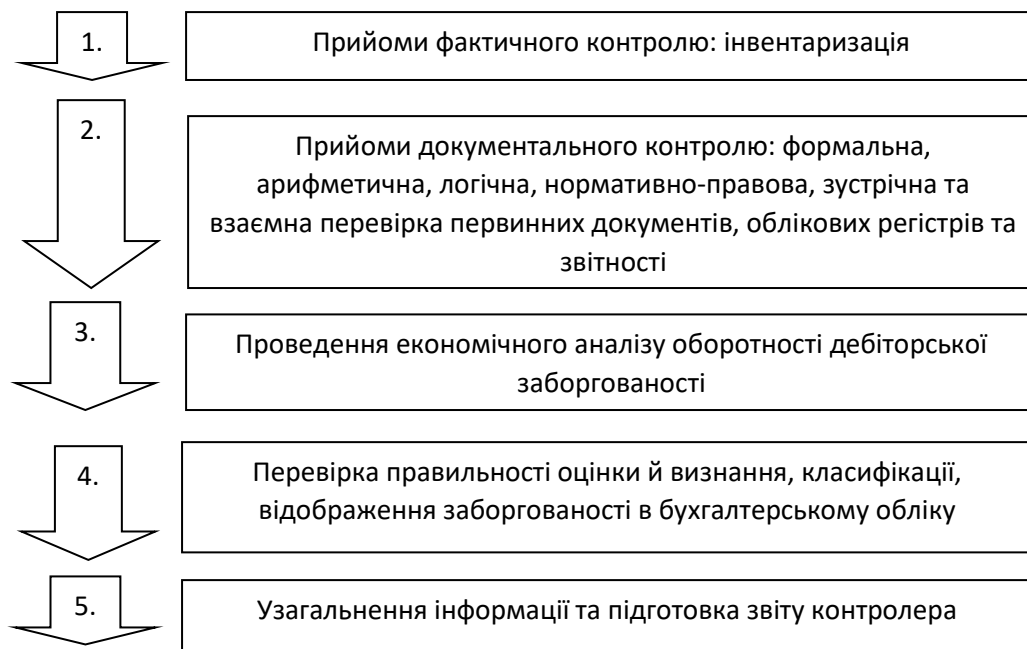 1.
Прийоми фактичного контролю: інвентаризація
2.
Прийоми документального контролю: формальна,
арифметична, логічна, нормативно-правова, зустрічна та
взаємна перевірка первинних документів, облікових регістрів та
звітності
3.
Проведення економічного аналізу оборотності дебіторської
заборгованості
4.
Перевірка правильності оцінки й визнання, класифікації,
відображення заборгованості в бухгалтерському обліку
5.
Узагальнення інформації та підготовка звіту контролера